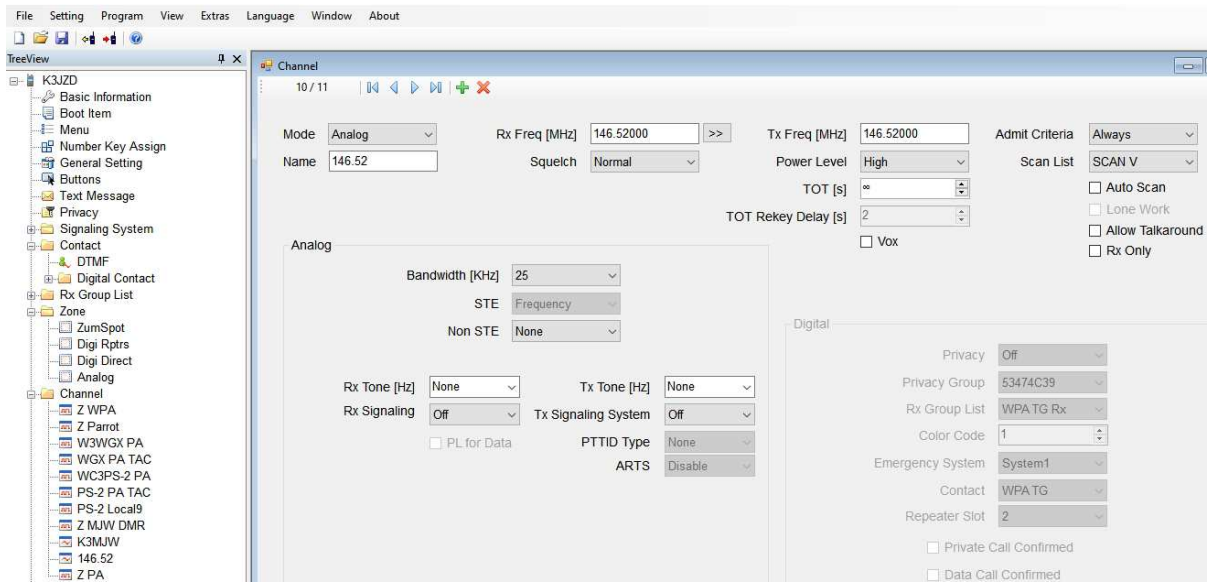 File Setting Program View Extras Language Window About
TreeView
K3JZD
Basic Information
Boot Item
Menu
Number Key Assign
General Setting
Buttons
Text Message
Privacy
Signaling System
Contact
DTMF
Digital Contact
Rx Group List
Zone
ZumSpot
Digi Rptrs
Digi Direct
Analog
Channel
Z WPA
Z Parrot
W3WGX PA
WGX PA TAC
WC3PS-2 PA
PS-2 PA TAC
PS-2 Local9
Z MJW DMR
K3MJW
146.52
Z PA
Channel
10 / 11
Mode Analog Rx Freq [MHz] 146.52000 >> Tx Freq [MHz] 146.52000 Admit Criteria Always
Name 146.52 Squelch Normal Power Level High Scan List SCAN V
TOT [s] ∞ Auto Scan
TOT Rekey Delay [s] 2 Lone Work
Vox Allow Talkaround
Rx Only
Analog
Bandwidth [KHz] 25
STE Frequency
Non STE None
Rx Tone [Hz] None Tx Tone [Hz] None
Rx Signaling Off Tx Signaling System Off
PL for Data PTTID Type None
ARTS Disable
Digital
Privacy Off
Privacy Group 53474C39
Rx Group List WPA TG Rx
Color Code 1
Emergency System System1
Contact WPA TG
Repeater Slot 2
Private Call Confirmed
Data Call Confirmed